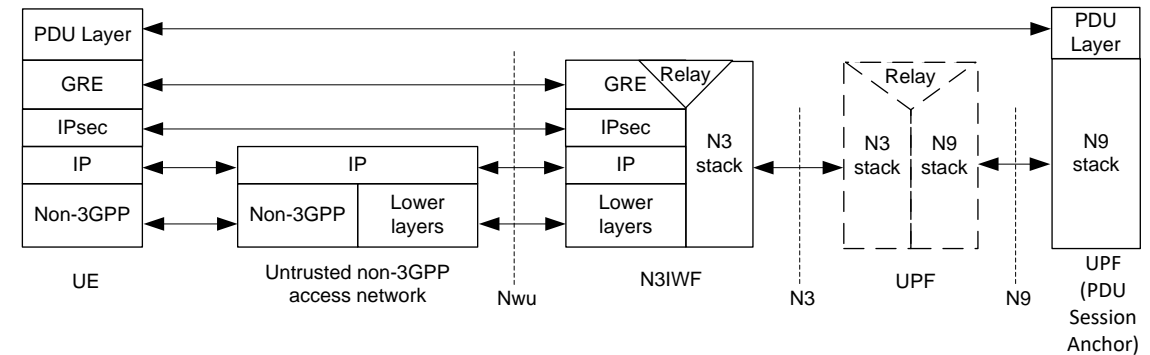 PDU Layer
GRE
IPsec
IP
Non-3GPP
UE
IP
Non-3GPP
Lower
layers
Untrusted non-3GPP
access network
Nwu
GRE
Relay
IPsec
IP
Lower
layers
N3
stack
N3IWF
N3
Relay
N3
stack
N9
stack
UPF
N9
PDU
Layer
N9
stack
UPF
(PDU
Session
Anchor)